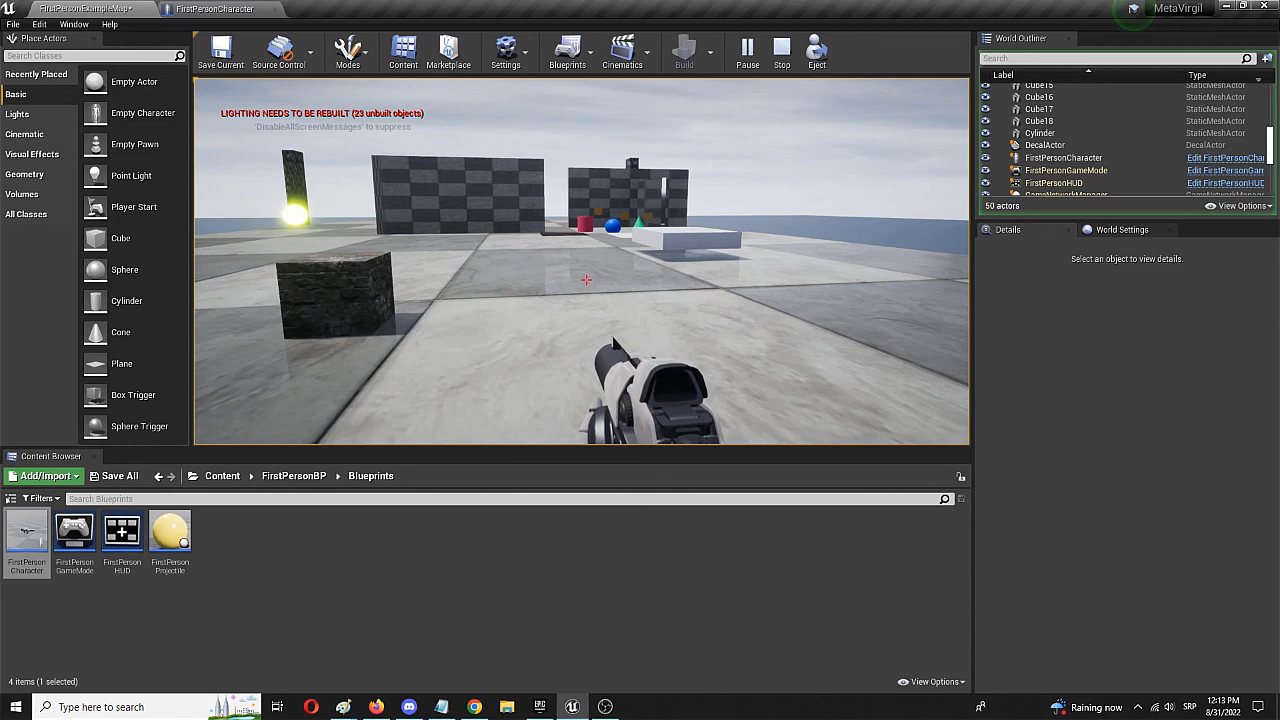 FirstPersonExampleMap*
FirstPersonCharacter
MetaVirgil
File Edit Window Help
Place Actors
Search Classes
Recently Placed
Basic
Lights
Cinematic
Visual Effects
Geometry
Volumes
All Classes
Empty Actor
Empty Character
Empty Pawn
Point Light
Player Start
Cube
Sphere
Cylinder
Cone
Plane
Box Trigger
Sphere Trigger
Save Current
Source Control
Modes
Content
Marketplace
Settings
Blueprints
Cinematics
Build
Pause
Stop
Eject
LIGHTING NEEDS TO BE REBUILT (23 unbuilt objects)
'DisableAllScreenMessages' to suppress
World Outliner
Search...
Label Type
Cube15 StaticMeshActor
Cube16 StaticMeshActor
Cube17 StaticMeshActor
Cube18 StaticMeshActor
Cylinder StaticMeshActor
DecalActor DecalActor
FirstPersonCharacter Edit FirstPersonChar
FirstPersonGameMode Edit FirstPersonGam
FirstPersonHUD Edit FirstPersonHUD
GameNetworkManager
50 actors
View Options
Details
World Settings
Select an object to view details.
Content Browser
Add/Import
Save All
Content
FirstPersonBP
Blueprints
Filters
Search Blueprints
FirstPerson
Character
FirstPerson
GameMode
FirstPerson
HUD
FirstPerson
Projectile
4 items (1 selected)
View Options
Type here to search
Raining now
SRP
12:13 PM
8/31/2022